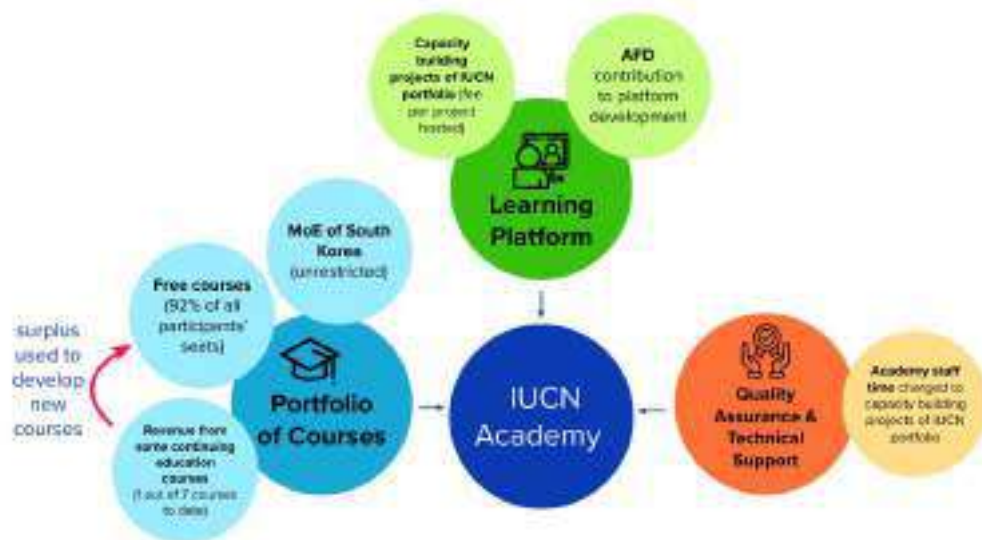 Capacity
building
projects of IUCN
portfolio (fee
per project
hosted)
AFD
contribution
to platform
development
Learning
Platform
MoE of South
Korea
(unrestricted)
Free courses
(92% of all
participants'
seats)
surplus
used to
develop
new
courses
Portfolio
of Courses
Revenue from
some continuing
education
courses
(1 out of 7 courses
to date)
IUCN
Academy
Quality
Assurance &
Technical
Support
Academy staff
time charged to
capacity building
projects of IUCN
portfolio